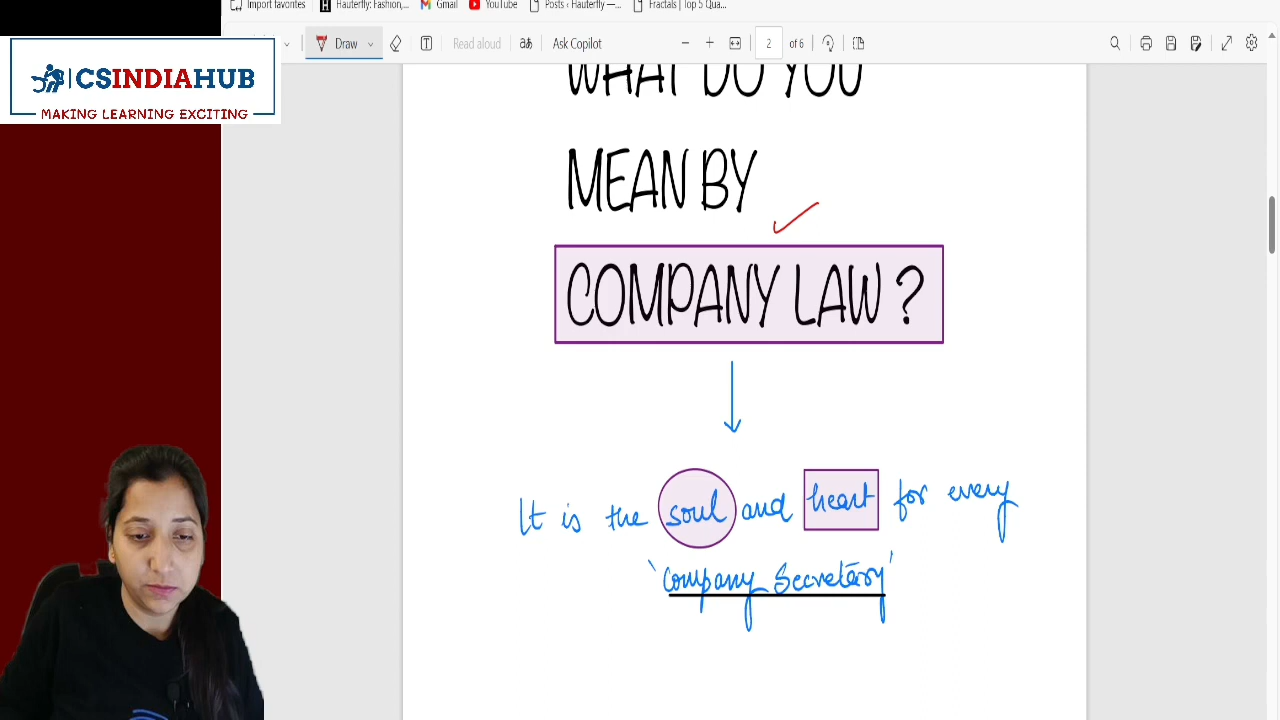 Import favorites
Hauterfly: Fashion,...
Gmail
YouTube
Posts ‹ Hauterfly —...
Fractals | Top 5 Qua...
Draw
Read aloud
Ask Copilot
2 of 6
CSINDIAHUB
MAKING LEARNING EXCITING
WHAT DO YOU
MEAN BY
COMPANY LAW ?
It is the soul and heart for every
'Company Secretary'